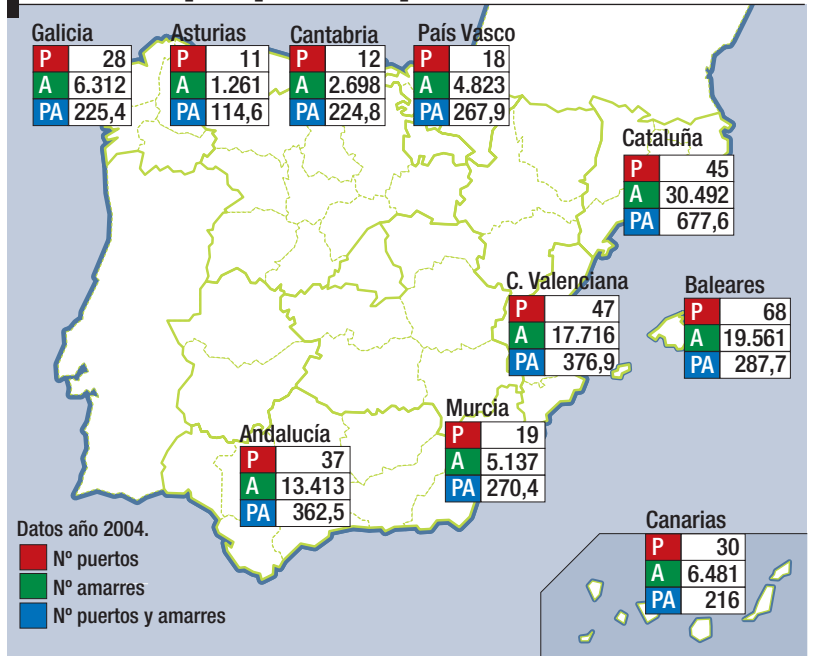 Galicia
P 28
A 6.312
PA 225,4
Asturias
P 11
A 1.261
PA 114,6
Cantabria
P 12
A 2.698
PA 224,8
País Vasco
P 18
A 4.823
PA 267,9
Cataluña
P 45
A 30.492
PA 677,6
C. Valenciana
P 47
A 17.716
PA 376,9
Baleares
P 68
A 19.561
PA 287,7
Murcia
P 19
A 5.137
PA 270,4
Andalucía
P 37
A 13.413
PA 362,5
Canarias
P 30
A 6.481
PA 216
Datos año 2004.
Nº puertos
Nº amarres
Nº puertos y amarres